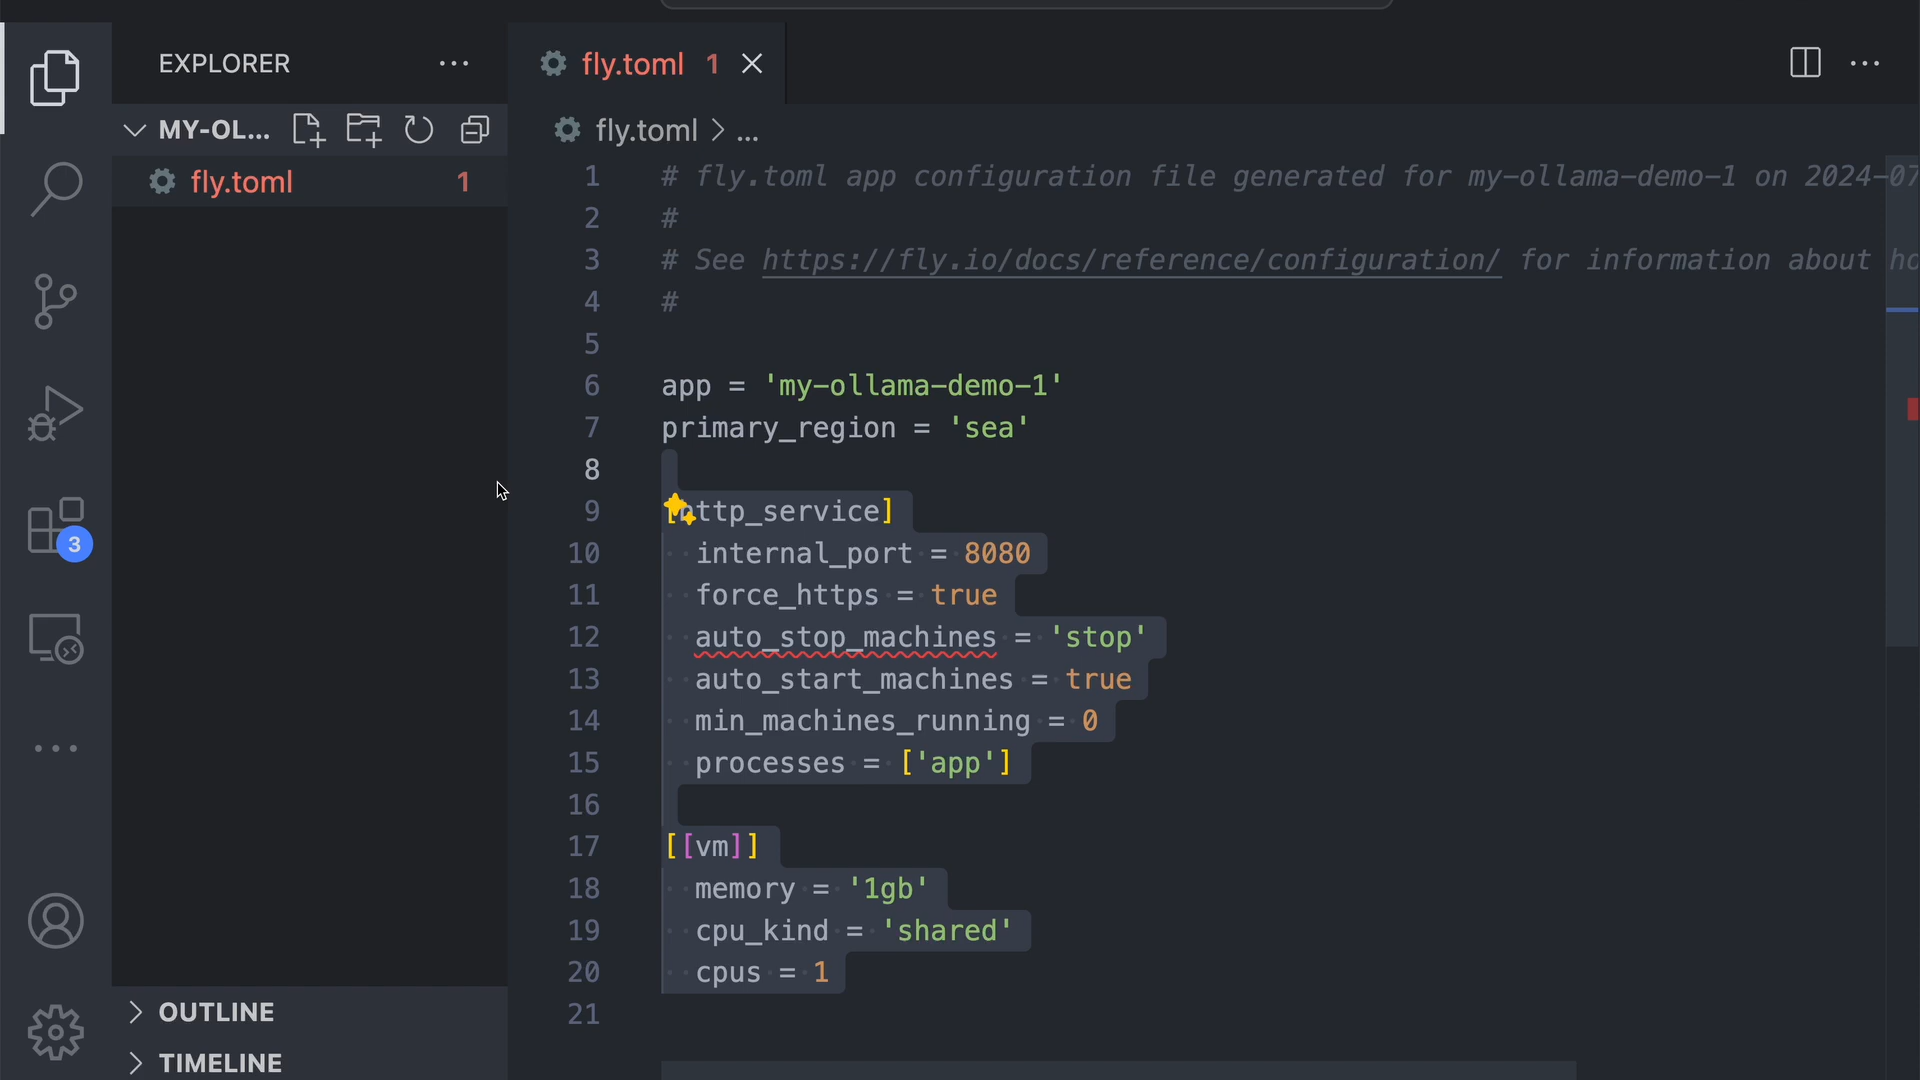 EXPLORER
MY-OL...
fly.toml 1
3
OUTLINE
TIMELINE
fly.toml 1
fly.toml > ...
1 # fly.toml app configuration file generated for my-ollama-demo-1 on 2024-07
2 #
3 # See https://fly.io/docs/reference/configuration/ for information about ho
4 #
5
6 app = 'my-ollama-demo-1'
7 primary_region = 'sea'
8
9 [http_service]
10 internal_port = 8080
11 force_https = true
12 auto_stop_machines = 'stop'
13 auto_start_machines = true
14 min_machines_running = 0
15 processes = ['app']
16
17 [[vm]]
18 memory = '1gb'
19 cpu_kind = 'shared'
20 cpus = 1
21